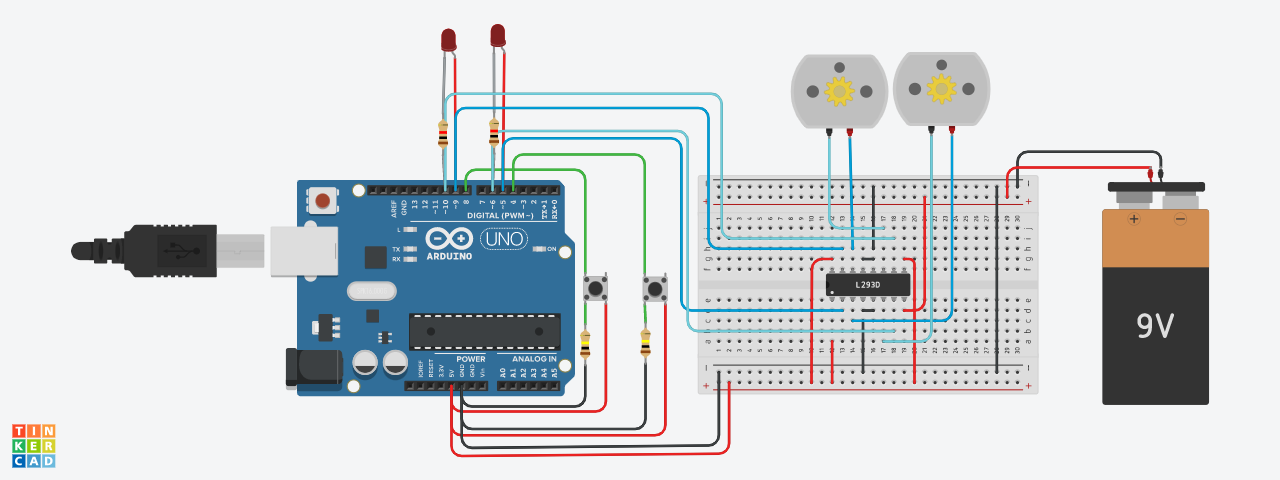 AREF
GND
13
12
~11
~10
~9
8
7
~6
~5
4
~3
2
TX→1
RX←0
DIGITAL (PWM~)
L
TX
RX
ARDUINO
UNO
ON
IOREF
RESET
3.3V
5V
GND
GND
Vin
POWER
A0
A1
A2
A3
A4
A5
ANALOG IN
L293D
9V
TIN
KER
CAD